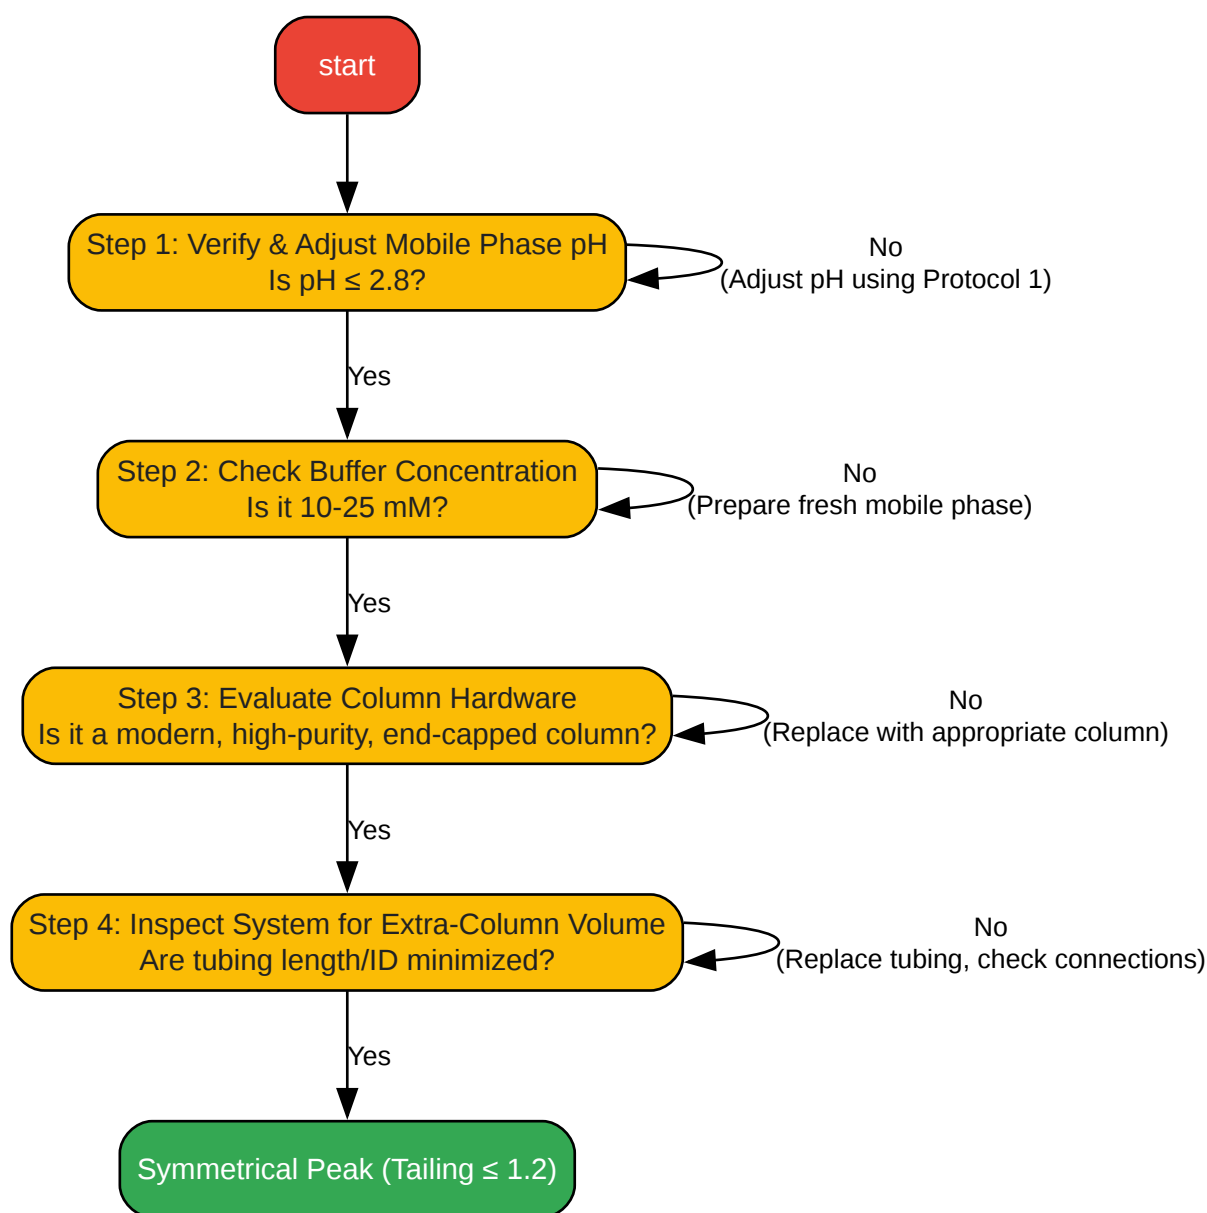 start
Step 1: Verify & Adjust Mobile Phase pH
Is pH ≤ 2.8?
No
(Adjust pH using Protocol 1)
Yes
Step 2: Check Buffer Concentration
Is it 10-25 mM?
No
(Prepare fresh mobile phase)
Yes
Step 3: Evaluate Column Hardware
Is it a modern, high-purity, end-capped column?
No
(Replace with appropriate column)
Yes
Step 4: Inspect System for Extra-Column Volume
Are tubing length/ID minimized?
No
(Replace tubing, check connections)
Yes
Symmetrical Peak (Tailing ≤ 1.2)